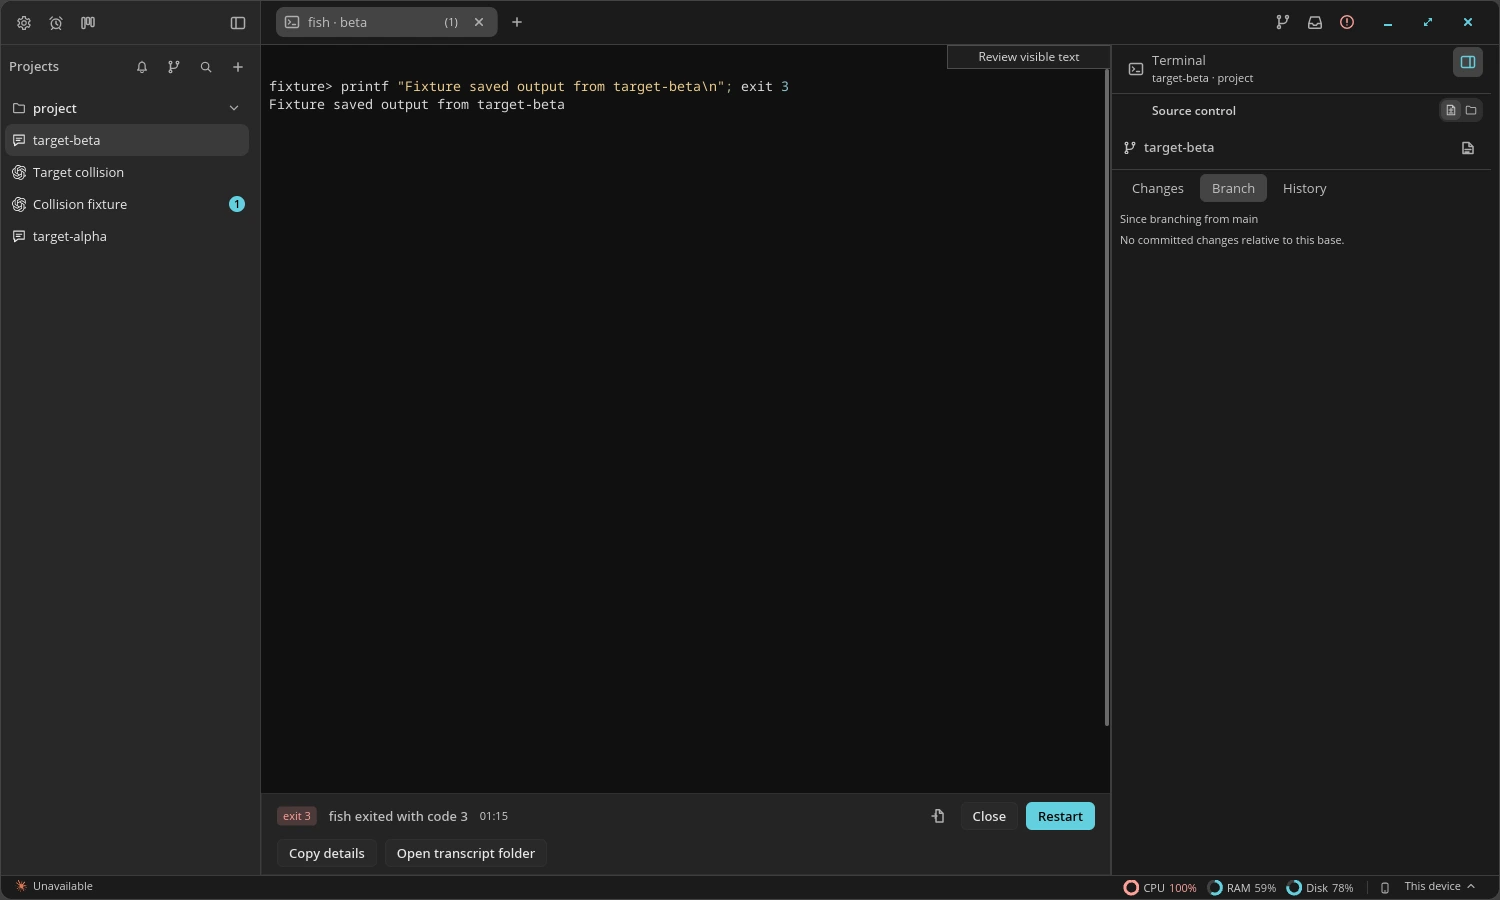 fish · beta (1)
Projects
project
target-beta
Target collision
Collision fixture 1
target-alpha
Review visible text
fixture> printf "Fixture saved output from target-beta\n"; exit 3
Fixture saved output from target-beta
exit 3 fish exited with code 3 01:15
Close Restart
Copy details Open transcript folder
Terminal
target-beta · project
Source control
target-beta
Changes Branch History
Since branching from main
No committed changes relative to this base.
Unavailable
CPU 100% RAM 59% Disk 78% This device